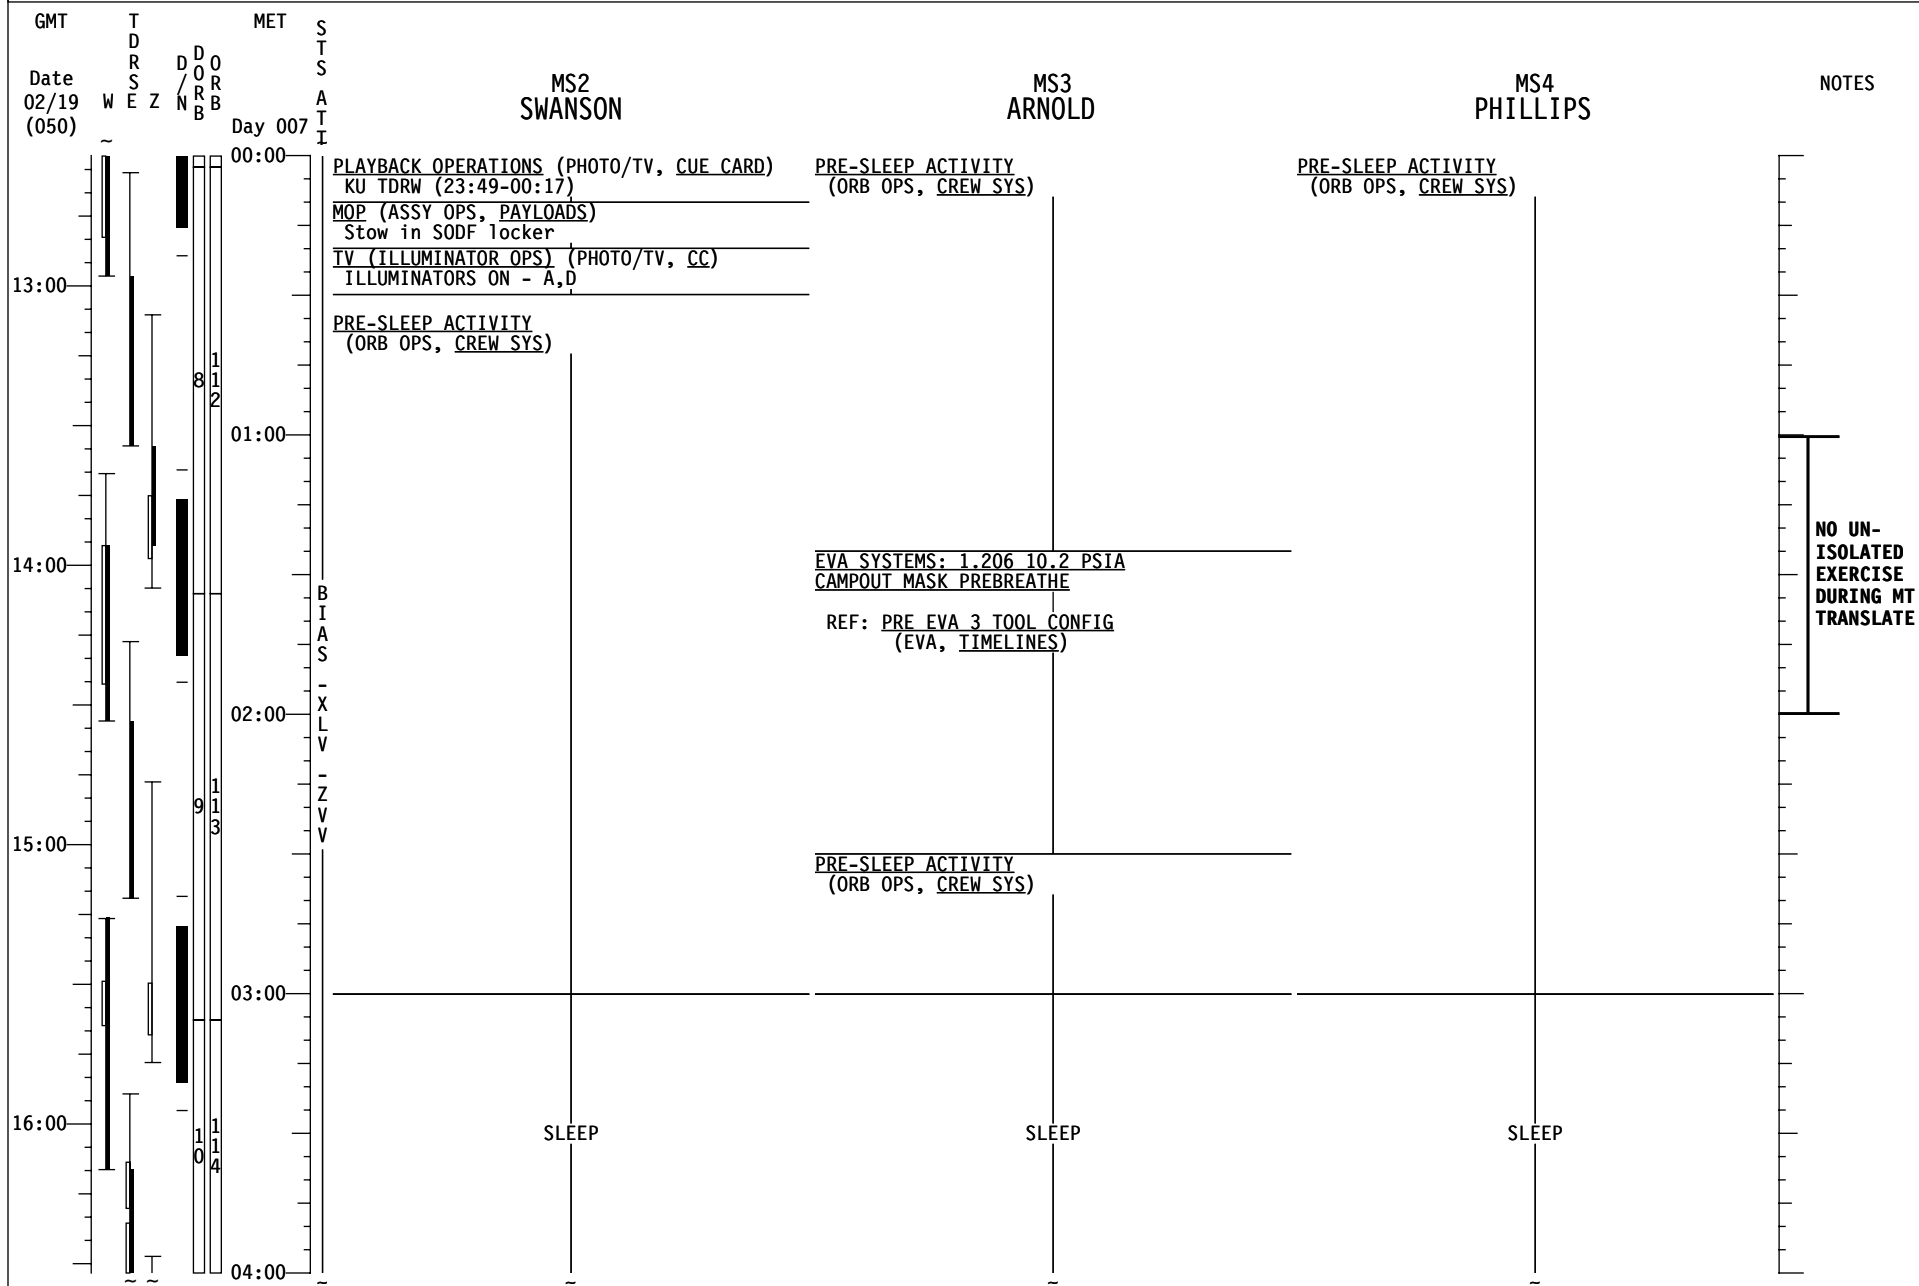 GMT
Date
02/19
(050)
TDRS
W E Z
D/N
DORB
ORB
MET
Day 007
STS ATT
MS2
SWANSON
MS3
ARNOLD
MS4
PHILLIPS
NOTES
~
00:00
01:00
02:00
03:00
04:00
13:00
14:00
15:00
16:00
8
112
9
113
10
114
BIAS -XLV -ZVV
PLAYBACK OPERATIONS (PHOTO/TV, CUE CARD)
KU TDRW (23:49-00:17)
MOP (ASSY OPS, PAYLOADS)
Stow in SODF locker
TV (ILLUMINATOR OPS) (PHOTO/TV, CC)
ILLUMINATORS ON - A,D
PRE-SLEEP ACTIVITY
(ORB OPS, CREW SYS)
SLEEP
PRE-SLEEP ACTIVITY
(ORB OPS, CREW SYS)
EVA SYSTEMS: 1.206 10.2 PSIA
CAMPOUT MASK PREBREATHE
REF: PRE EVA 3 TOOL CONFIG
(EVA, TIMELINES)
PRE-SLEEP ACTIVITY
(ORB OPS, CREW SYS)
SLEEP
PRE-SLEEP ACTIVITY
(ORB OPS, CREW SYS)
SLEEP
NO UN-
ISOLATED
EXERCISE
DURING MT
TRANSLATE
~ ~ ~ ~ ~ ~